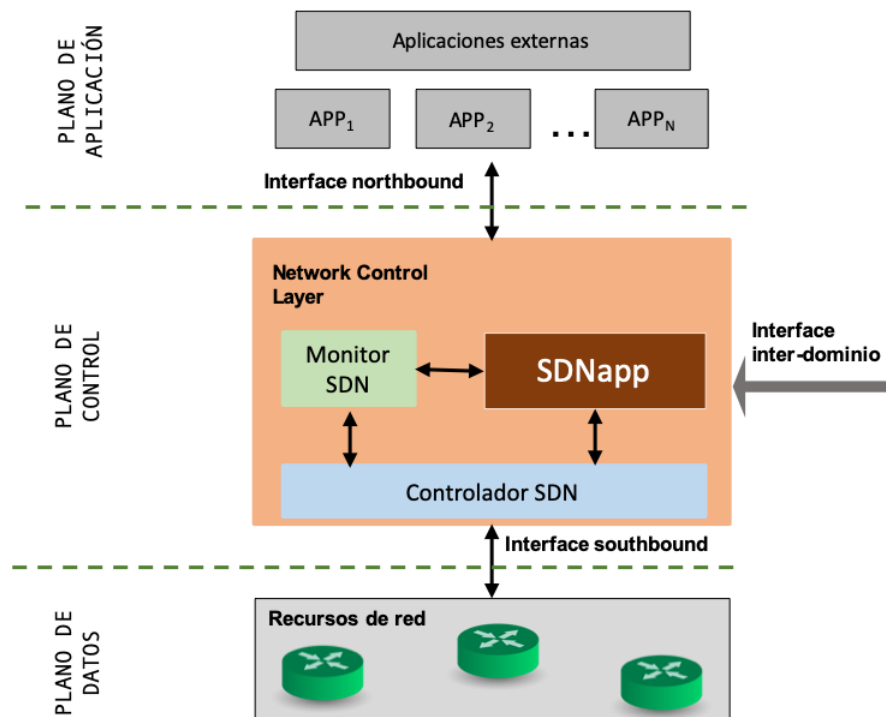 PLANO DE
APLICACIÓN
Aplicaciones externas
APP1
APP2
...
APPN
Interface northbound
PLANO DE
CONTROL
Network Control
Layer
Monitor
SDN
SDNapp
Controlador SDN
Interface
inter-dominio
Interface southbound
PLANO DE
DATOS
Recursos de red